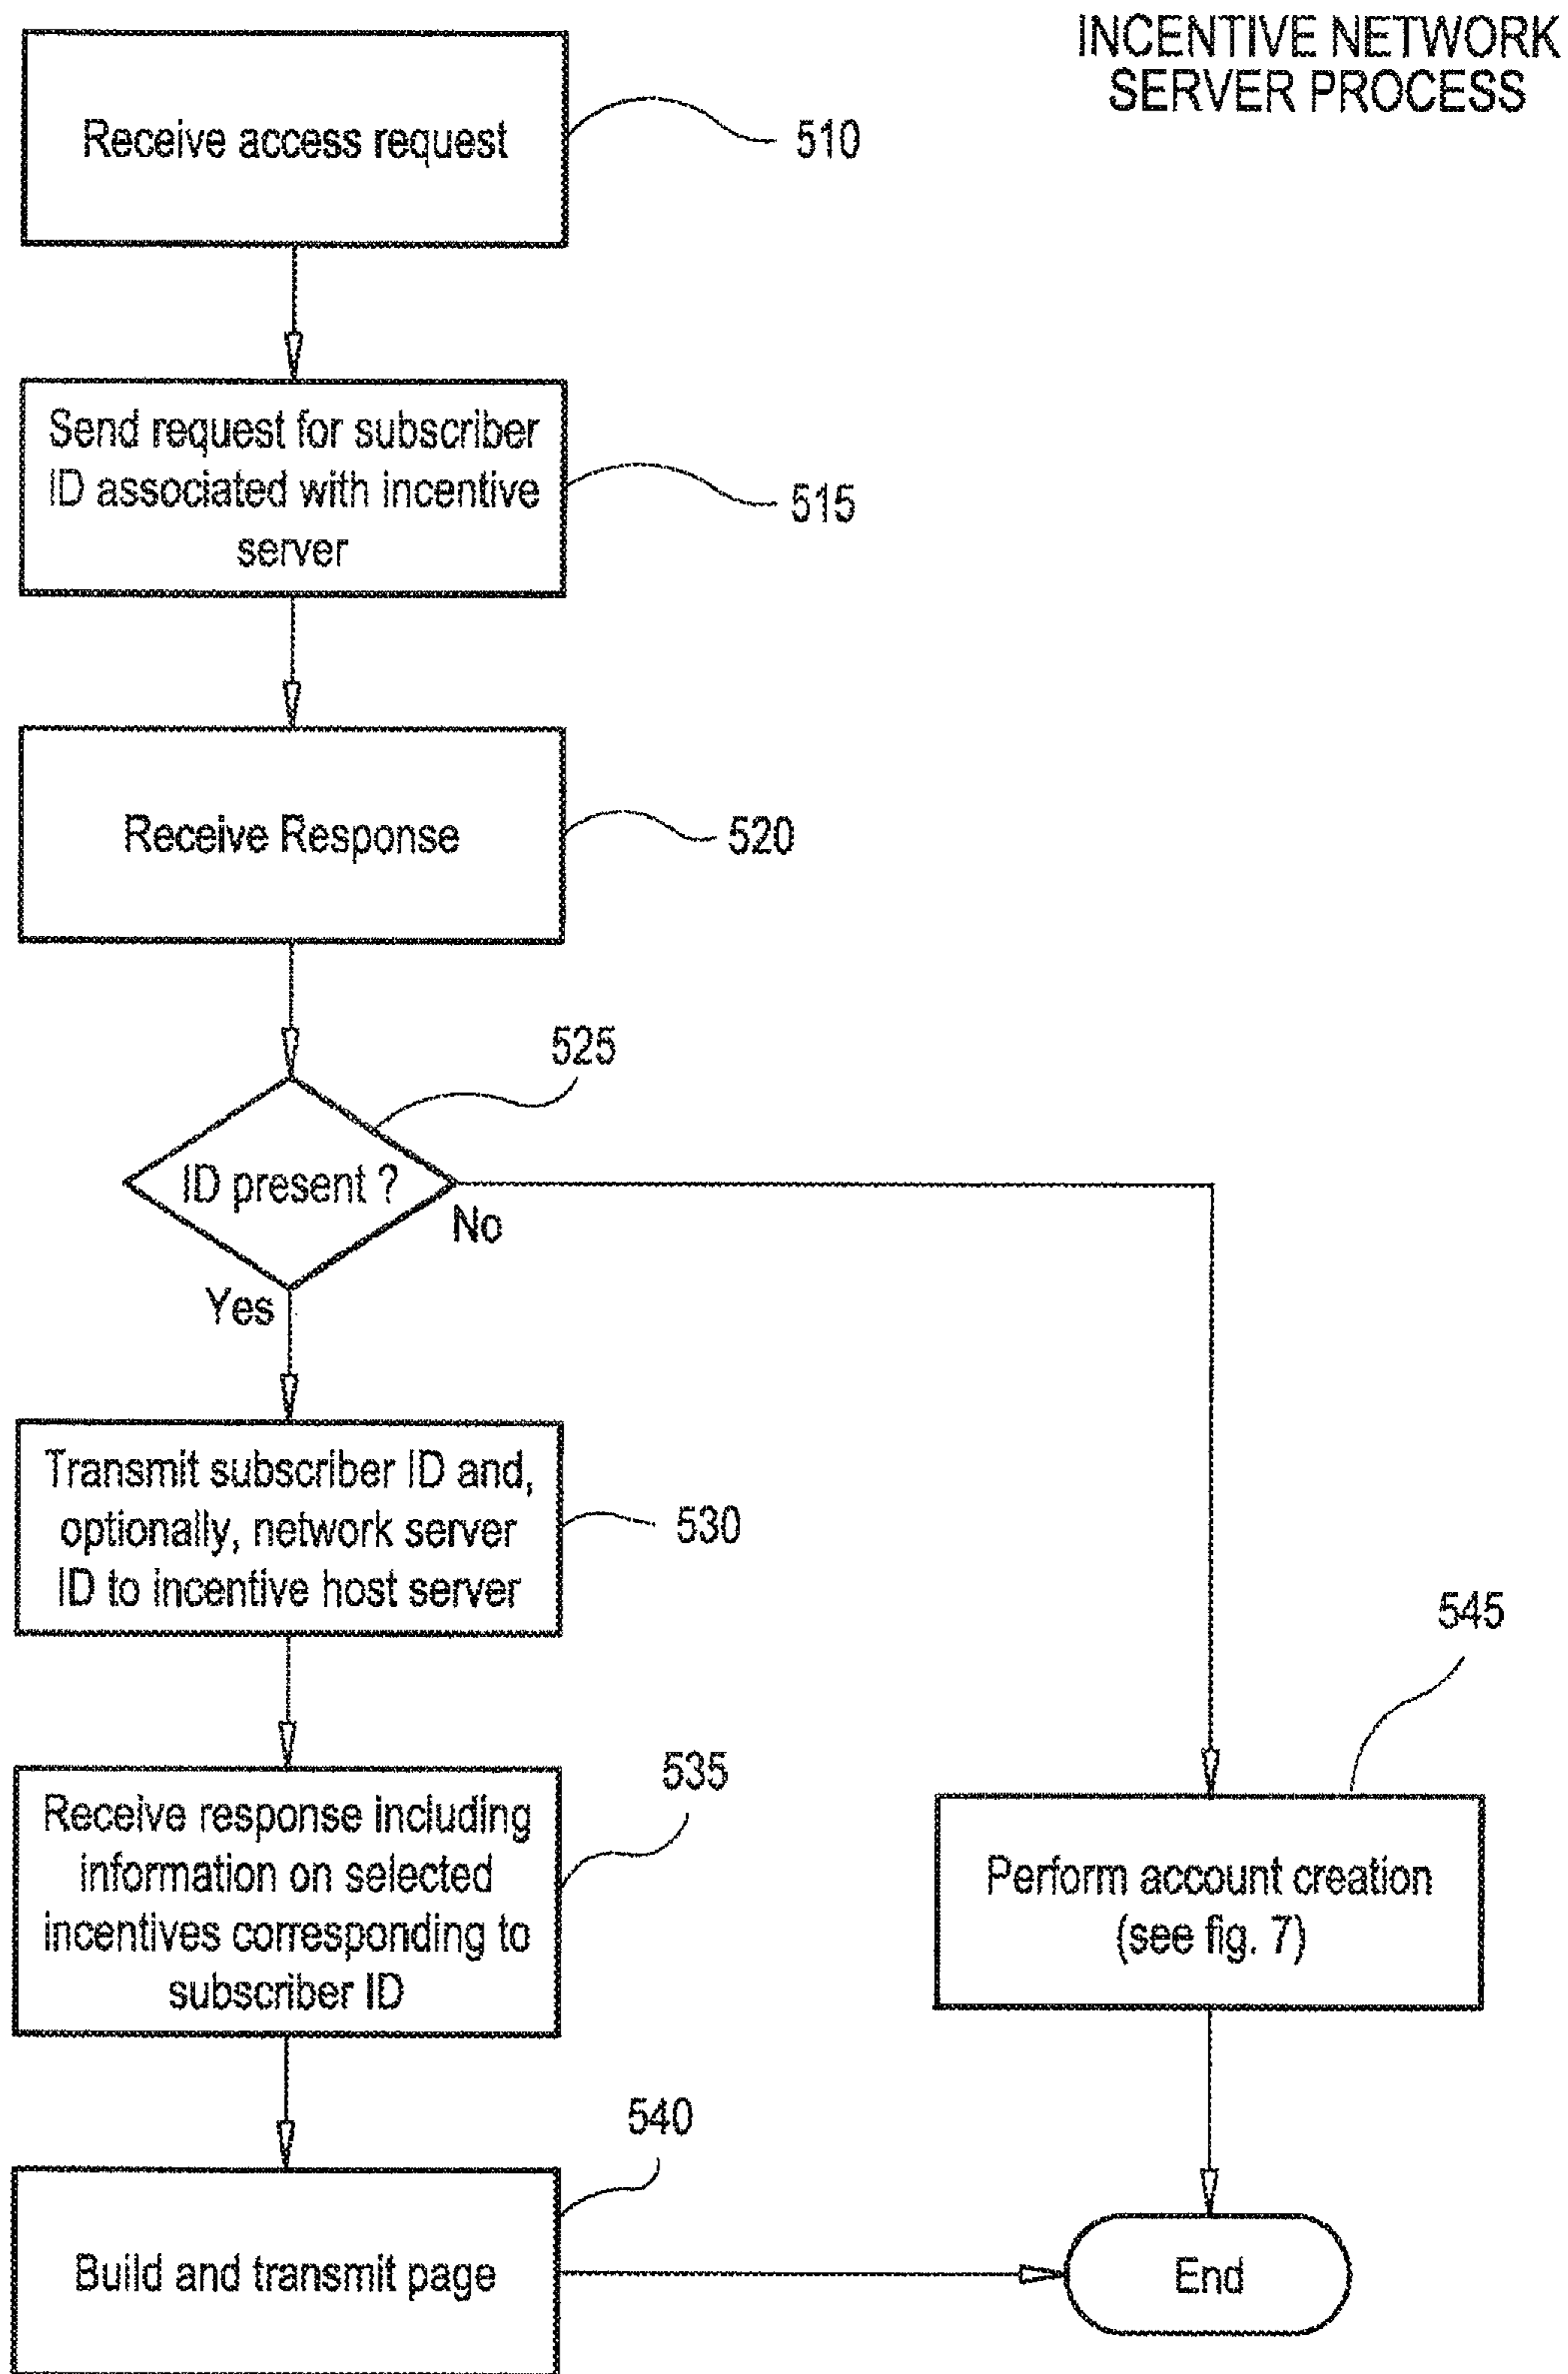 INCENTIVE NETWORK
SERVER PROCESS
Receive access request
510
Send request for subscriber
ID associated with incentive
server
515
Receive Response
520
525
ID present ?
No
Yes
Transmit subscriber ID and,
optionally, network server
ID to incentive host server
530
Receive response including
information on selected
incentives corresponding to
subscriber ID
535
545
Perform account creation
(see fig. 7)
540
Build and transmit page
End